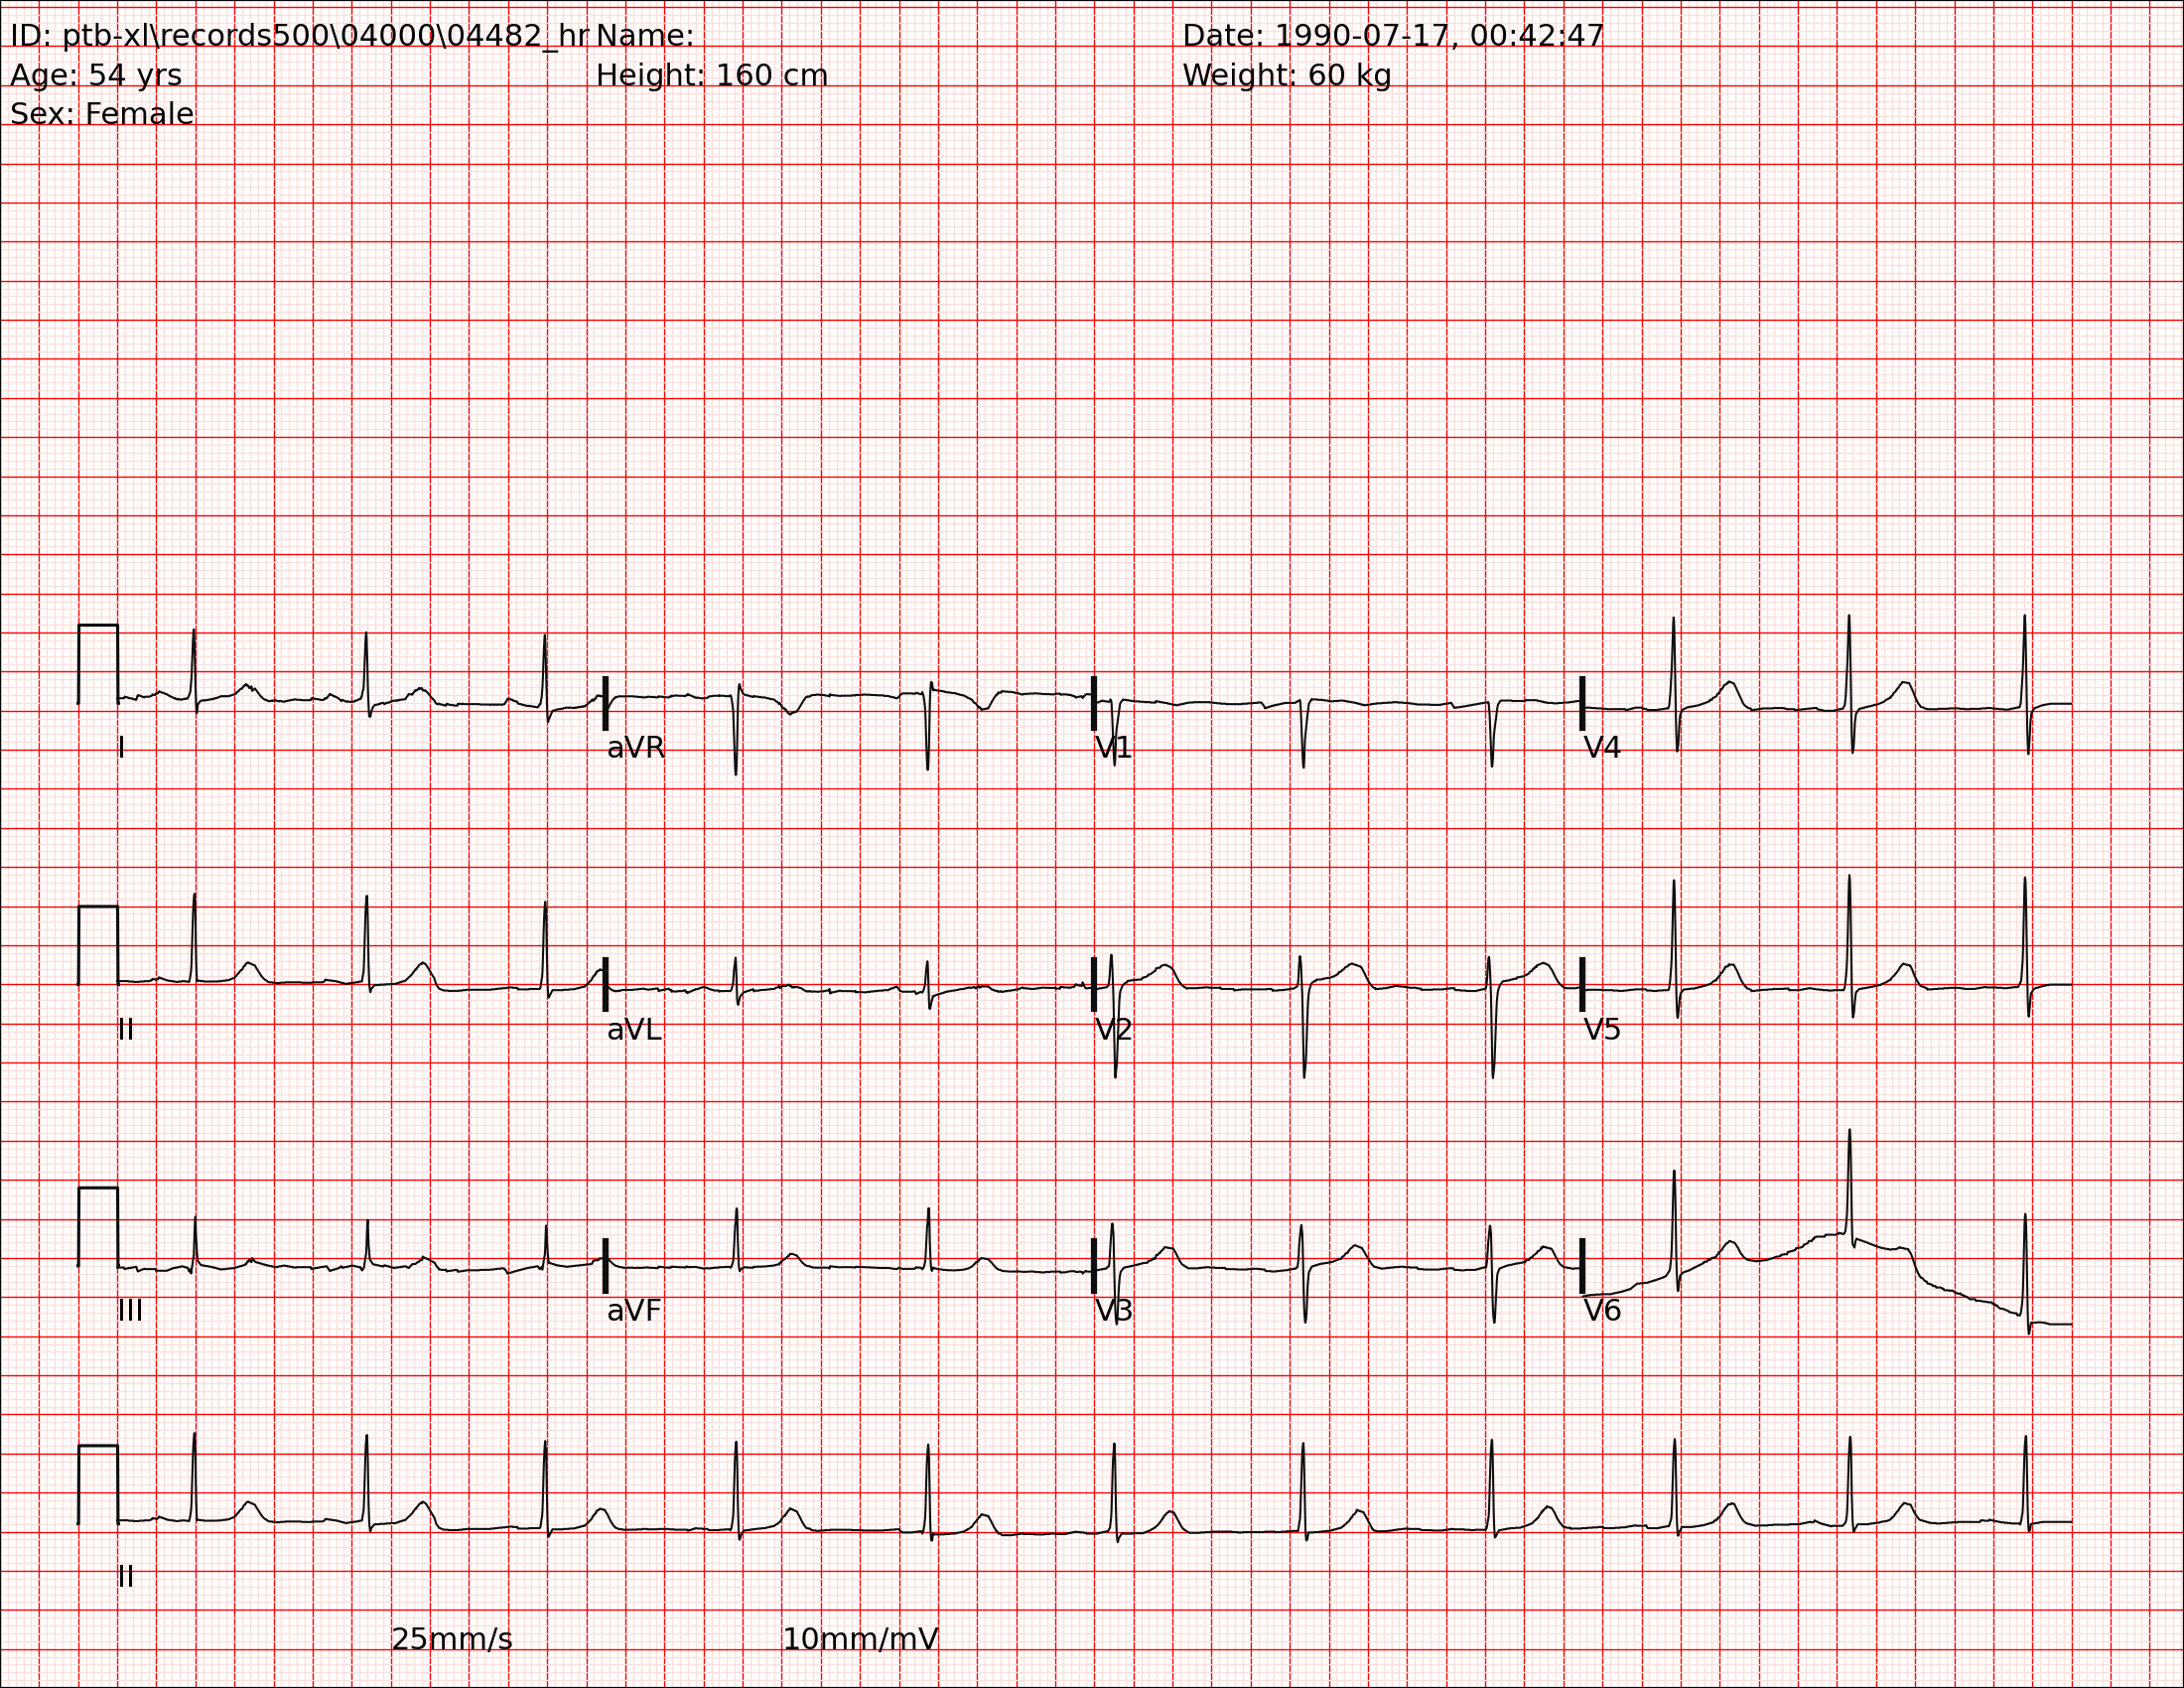 ID: ptb-xl\records500\04000\04482_hr Name: Date: 1990-07-17, 00:42:47
Age: 54 yrs Height: 160 cm Weight: 60 kg
Sex: Female
I aVR V1 V4
II aVL V2 V5
III aVF V3 V6
II
25mm/s 10mm/mV